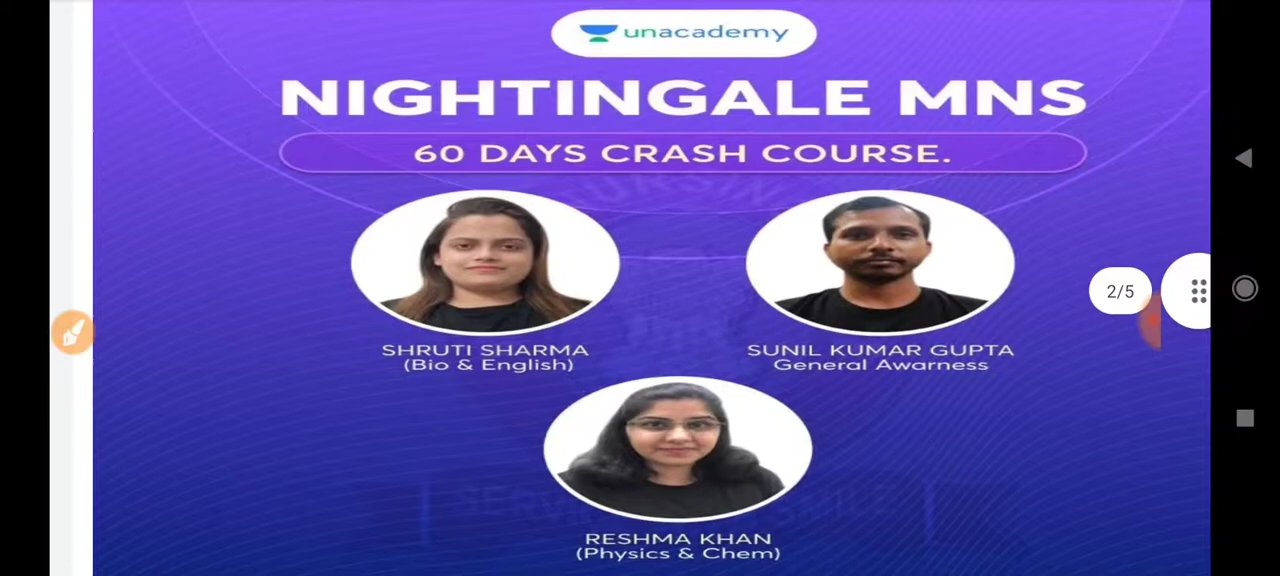 unacademy
NIGHTINGALE MNS
60 DAYS CRASH COURSE.
SHRUTI SHARMA
(Bio & English)
SUNIL KUMAR GUPTA
General Awarness
2/5
RESHMA KHAN
(Physics & Chem)